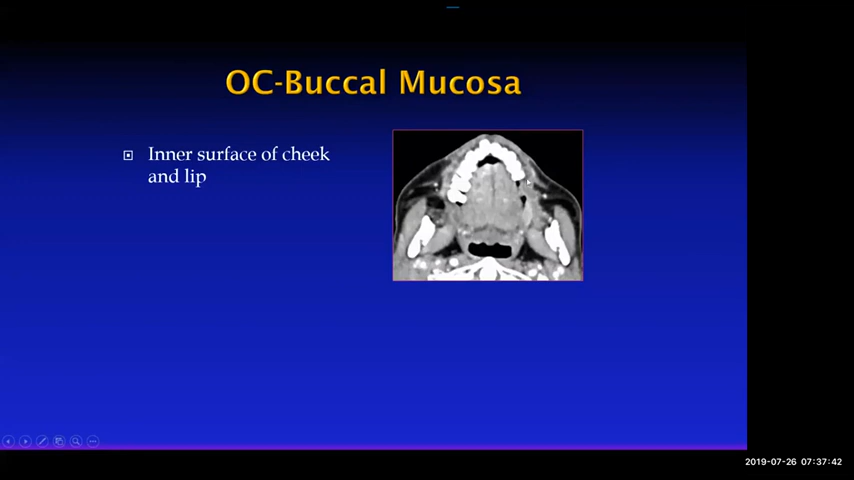 OC-Buccal Mucosa
Inner surface of cheek
and lip
2019-07-26 07:37:42